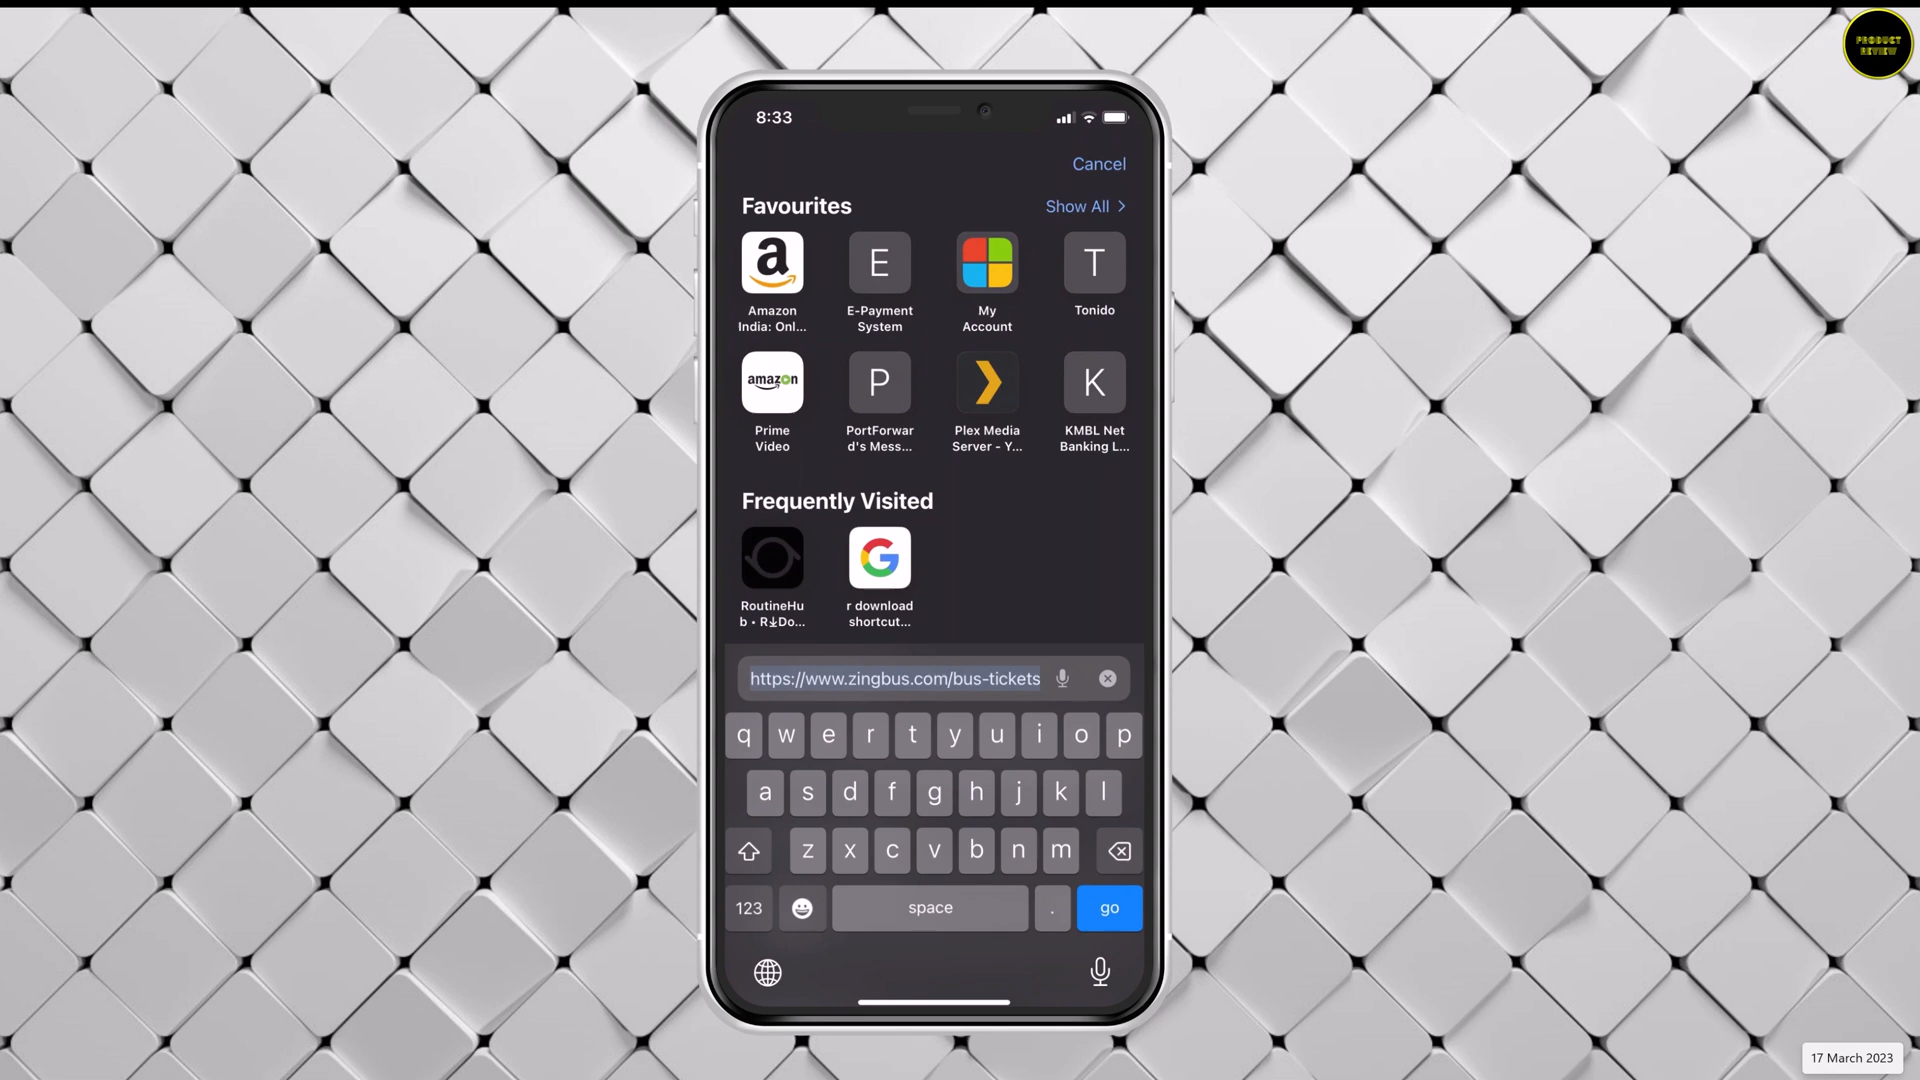 PRODUCT
REVIEW
8:33
Cancel
Favourites
Show All >
a
E
T
Amazon
India: Onl...
E-Payment
System
My
Account
Tonido
amazon
P
K
Prime
Video
PortForwar
d's Mess...
Plex Media
Server - Y...
KMBL Net
Banking L...
Frequently Visited
G
RoutineHu
b • R↓Do...
r download
shortcut...
https://www.zingbus.com/bus-tickets
q w e r t y u i o p
a s d f g h j k l
z x c v b n m
123
space
.
go
17 March 2023